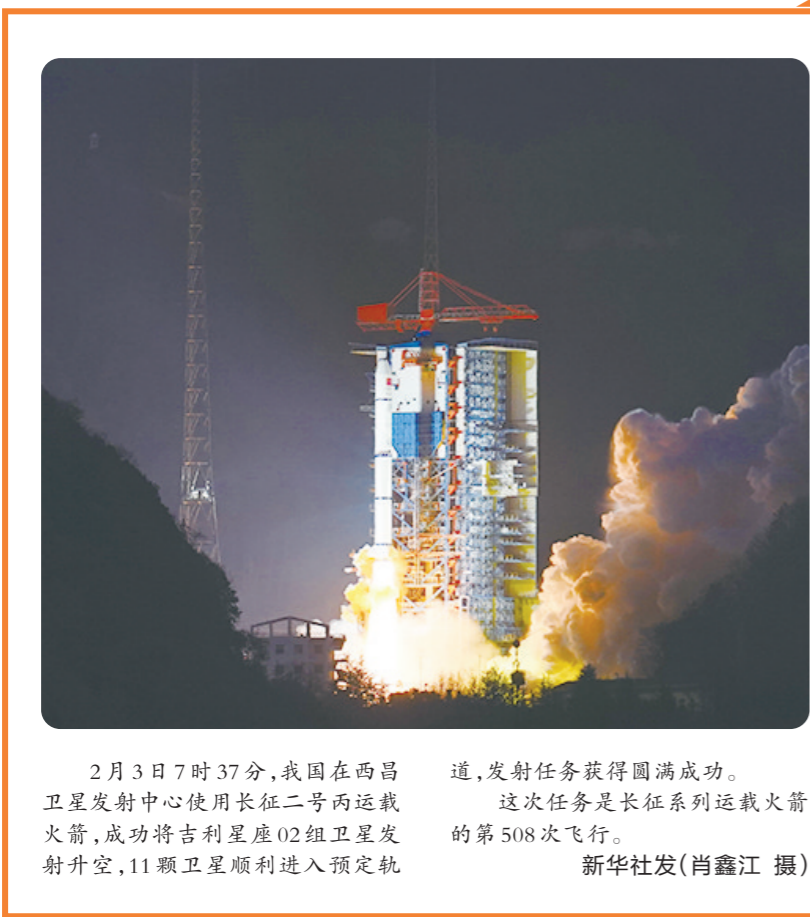 2月3日7时37分,我国在西昌
卫星发射中心使用长征二号丙运载
火箭,成功将吉利星座02组卫星发
射升空,11颗卫星顺利进入预定轨
道,发射任务获得圆满成功。
这次任务是长征系列运载火箭
的第508次飞行。
新华社发(肖鑫江 摄)